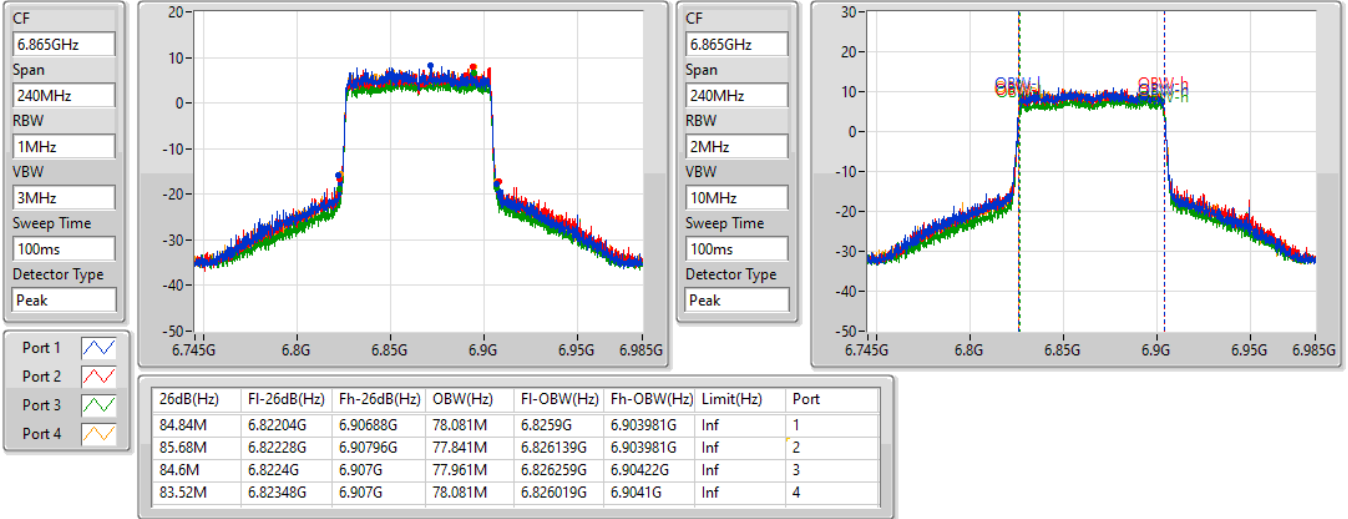 CF
6.865GHz
Span
240MHz
RBW
1MHz
VBW
3MHz
Sweep Time
100ms
Detector Type
Peak
20
10
0
-10
-20
-30
-40
-50
6.745G 6.8G 6.85G 6.9G 6.95G 6.985G
CF
6.865GHz
Span
240MHz
RBW
2MHz
VBW
10MHz
Sweep Time
100ms
Detector Type
Peak
30
20
10
0
-10
-20
-30
-40
-50
OBW-l OBW-h
6.745G 6.8G 6.85G 6.9G 6.95G 6.985G
Port 1
Port 2
Port 3
Port 4
26dB(Hz) Fl-26dB(Hz) Fh-26dB(Hz) OBW(Hz) Fl-OBW(Hz) Fh-OBW(Hz) Limit(Hz) Port
84.84M 6.82204G 6.90688G 78.081M 6.8259G 6.903981G Inf 1
85.68M 6.82228G 6.90796G 77.841M 6.826139G 6.903981G Inf 2
84.6M 6.8224G 6.907G 77.961M 6.826259G 6.90422G Inf 3
83.52M 6.82348G 6.907G 78.081M 6.826019G 6.9041G Inf 4